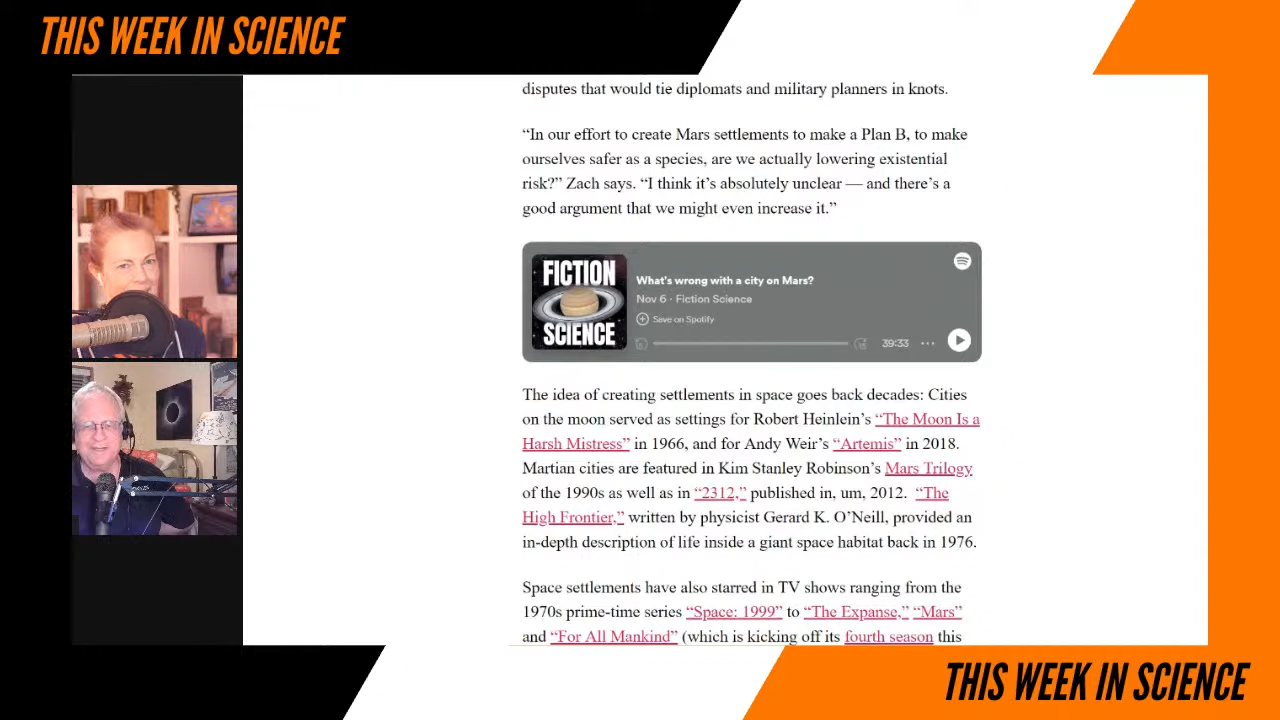 THIS WEEK IN SCIENCE
disputes that would tie diplomats and military planners in knots.
“In our effort to create Mars settlements to make a Plan B, to make
ourselves safer as a species, are we actually lowering existential
risk?” Zach says. “I think it’s absolutely unclear — and there’s a
good argument that we might even increase it.”
FICTION
SCIENCE
What's wrong with a city on Mars?
Nov 6 · Fiction Science
Save on Spotify
39:33
The idea of creating settlements in space goes back decades: Cities
on the moon served as settings for Robert Heinlein’s “The Moon Is a
Harsh Mistress” in 1966, and for Andy Weir’s “Artemis” in 2018.
Martian cities are featured in Kim Stanley Robinson’s Mars Trilogy
of the 1990s as well as in “2312,” published in, um, 2012. “The
High Frontier,” written by physicist Gerard K. O’Neill, provided an
in-depth description of life inside a giant space habitat back in 1976.
Space settlements have also starred in TV shows ranging from the
1970s prime-time series “Space: 1999” to “The Expanse,” “Mars”
and “For All Mankind” (which is kicking off its fourth season this
THIS WEEK IN SCIENCE